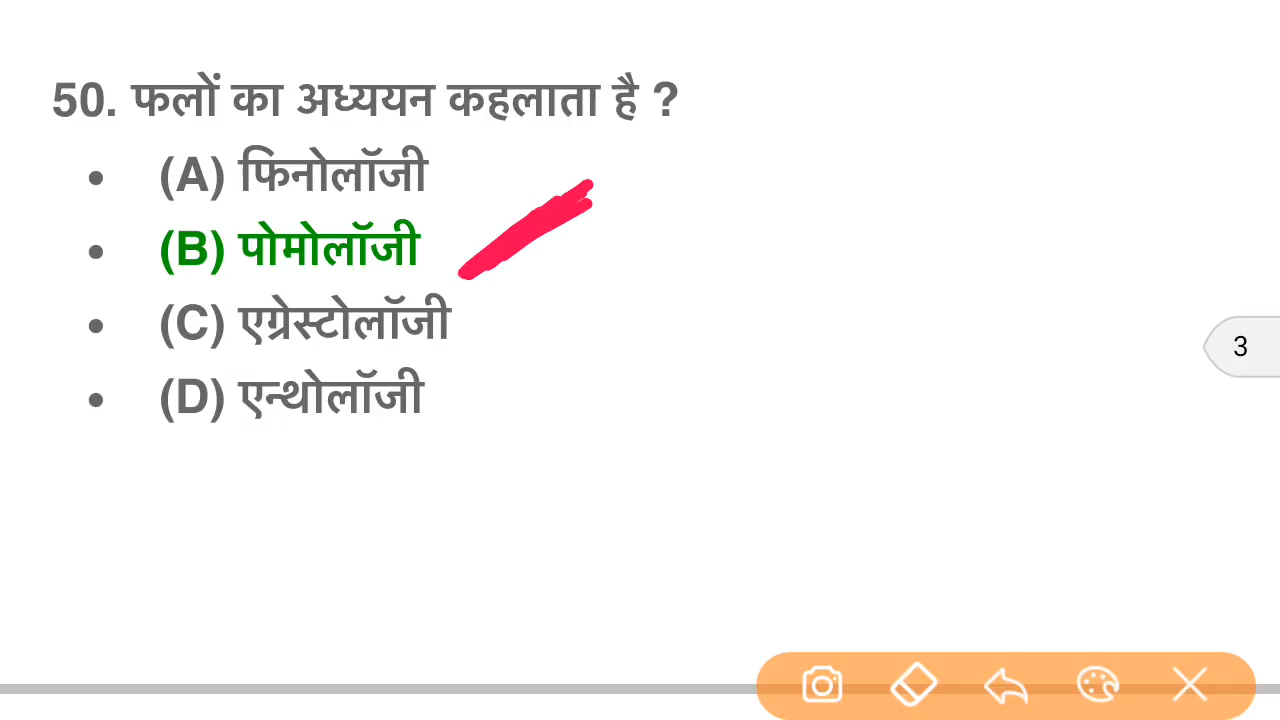 50. फलों का अध्ययन कहलाता है ?
• (A) फिनोलॉजी
• (B) पोमोलॉजी
• (C) एग्रेस्टोलॉजी
• (D) एन्थोलॉजी
3